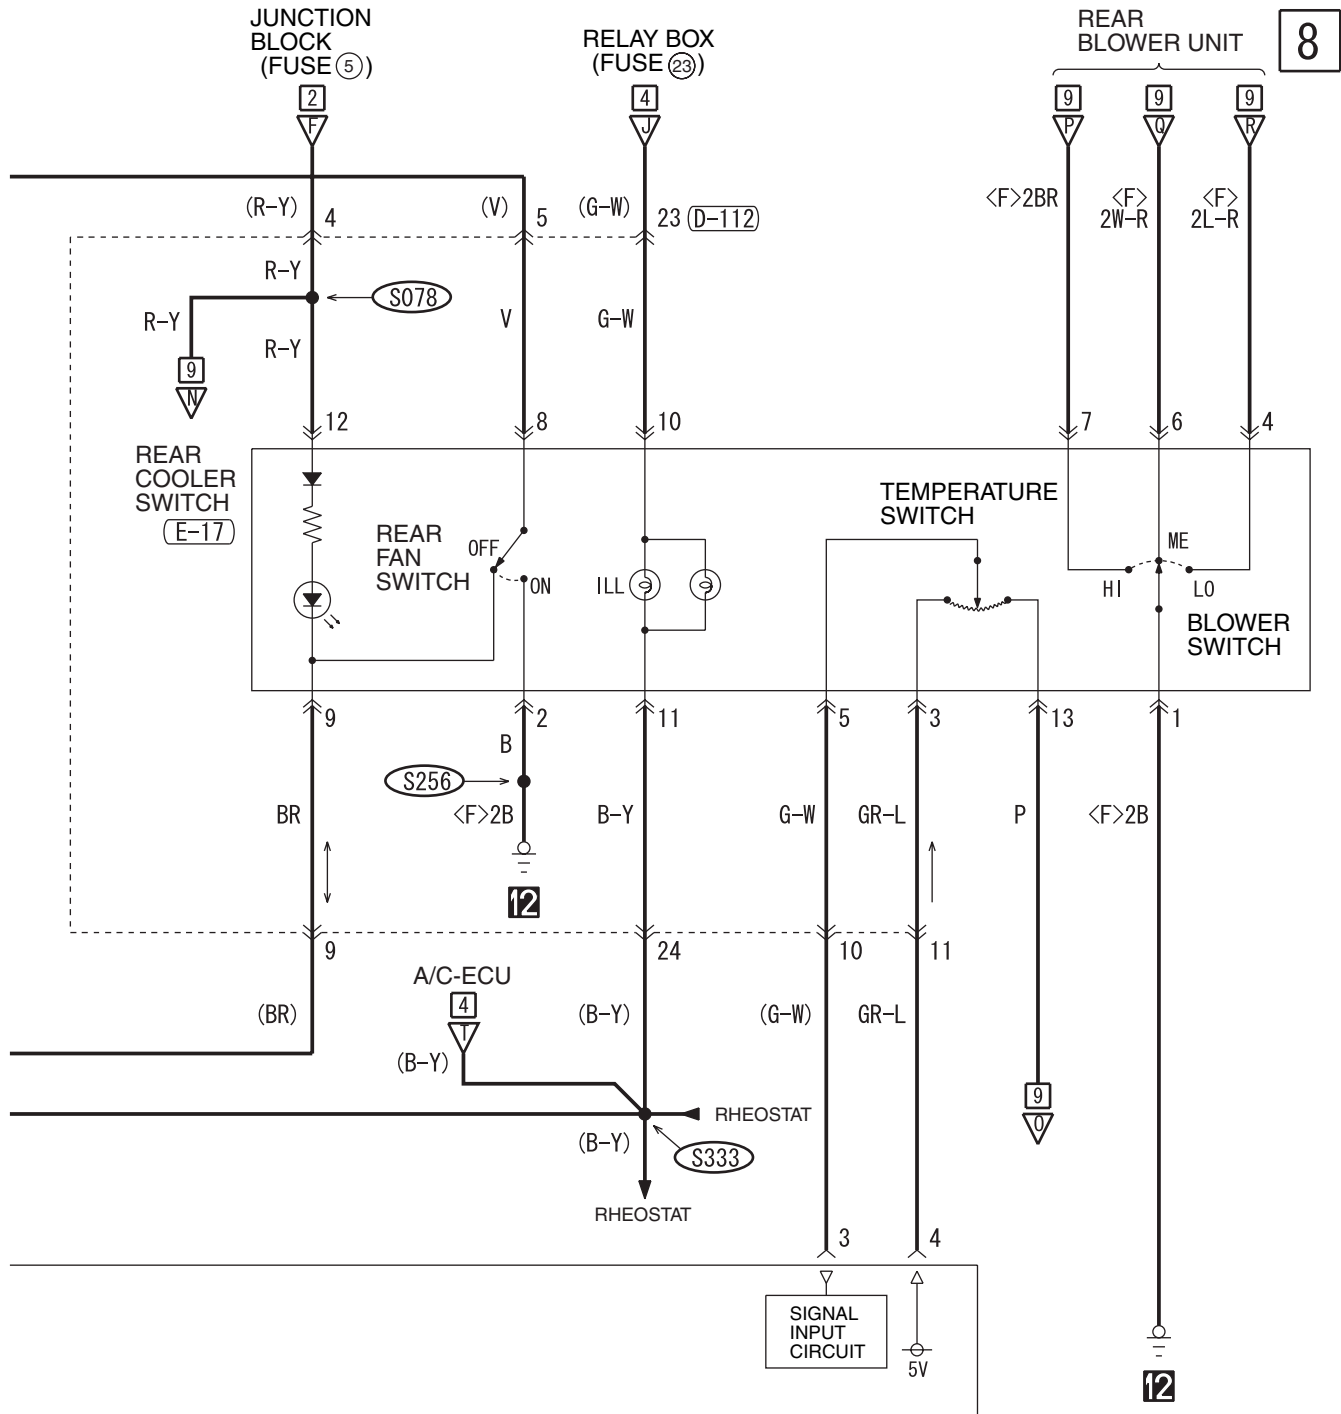 JUNCTION
BLOCK
(FUSE 5)
RELAY BOX
(FUSE 23)
REAR
BLOWER UNIT
8
2
F
4
J
9
P
9
Q
9
R
(R-Y)
4
(V)
5
(G-W)
23
D-112
<F>2BR
<F>
2W-R
<F>
2L-R
R-Y
S078
R-Y
R-Y
V
G-W
9
N
12
8
10
7
6
4
REAR
COOLER
SWITCH
E-17
REAR
FAN
SWITCH
OFF
ON
ILL
TEMPERATURE
SWITCH
ME
HI
LO
BLOWER
SWITCH
9
2
11
5
3
13
1
B
S256
BR
<F>2B
B-Y
G-W
GR-L
P
<F>2B
12
9
24
10
11
A/C-ECU
4
T
(BR)
(B-Y)
(B-Y)
(G-W)
GR-L
9
O
RHEOSTAT
(B-Y)
S333
RHEOSTAT
3
4
SIGNAL
INPUT
CIRCUIT
5V
12